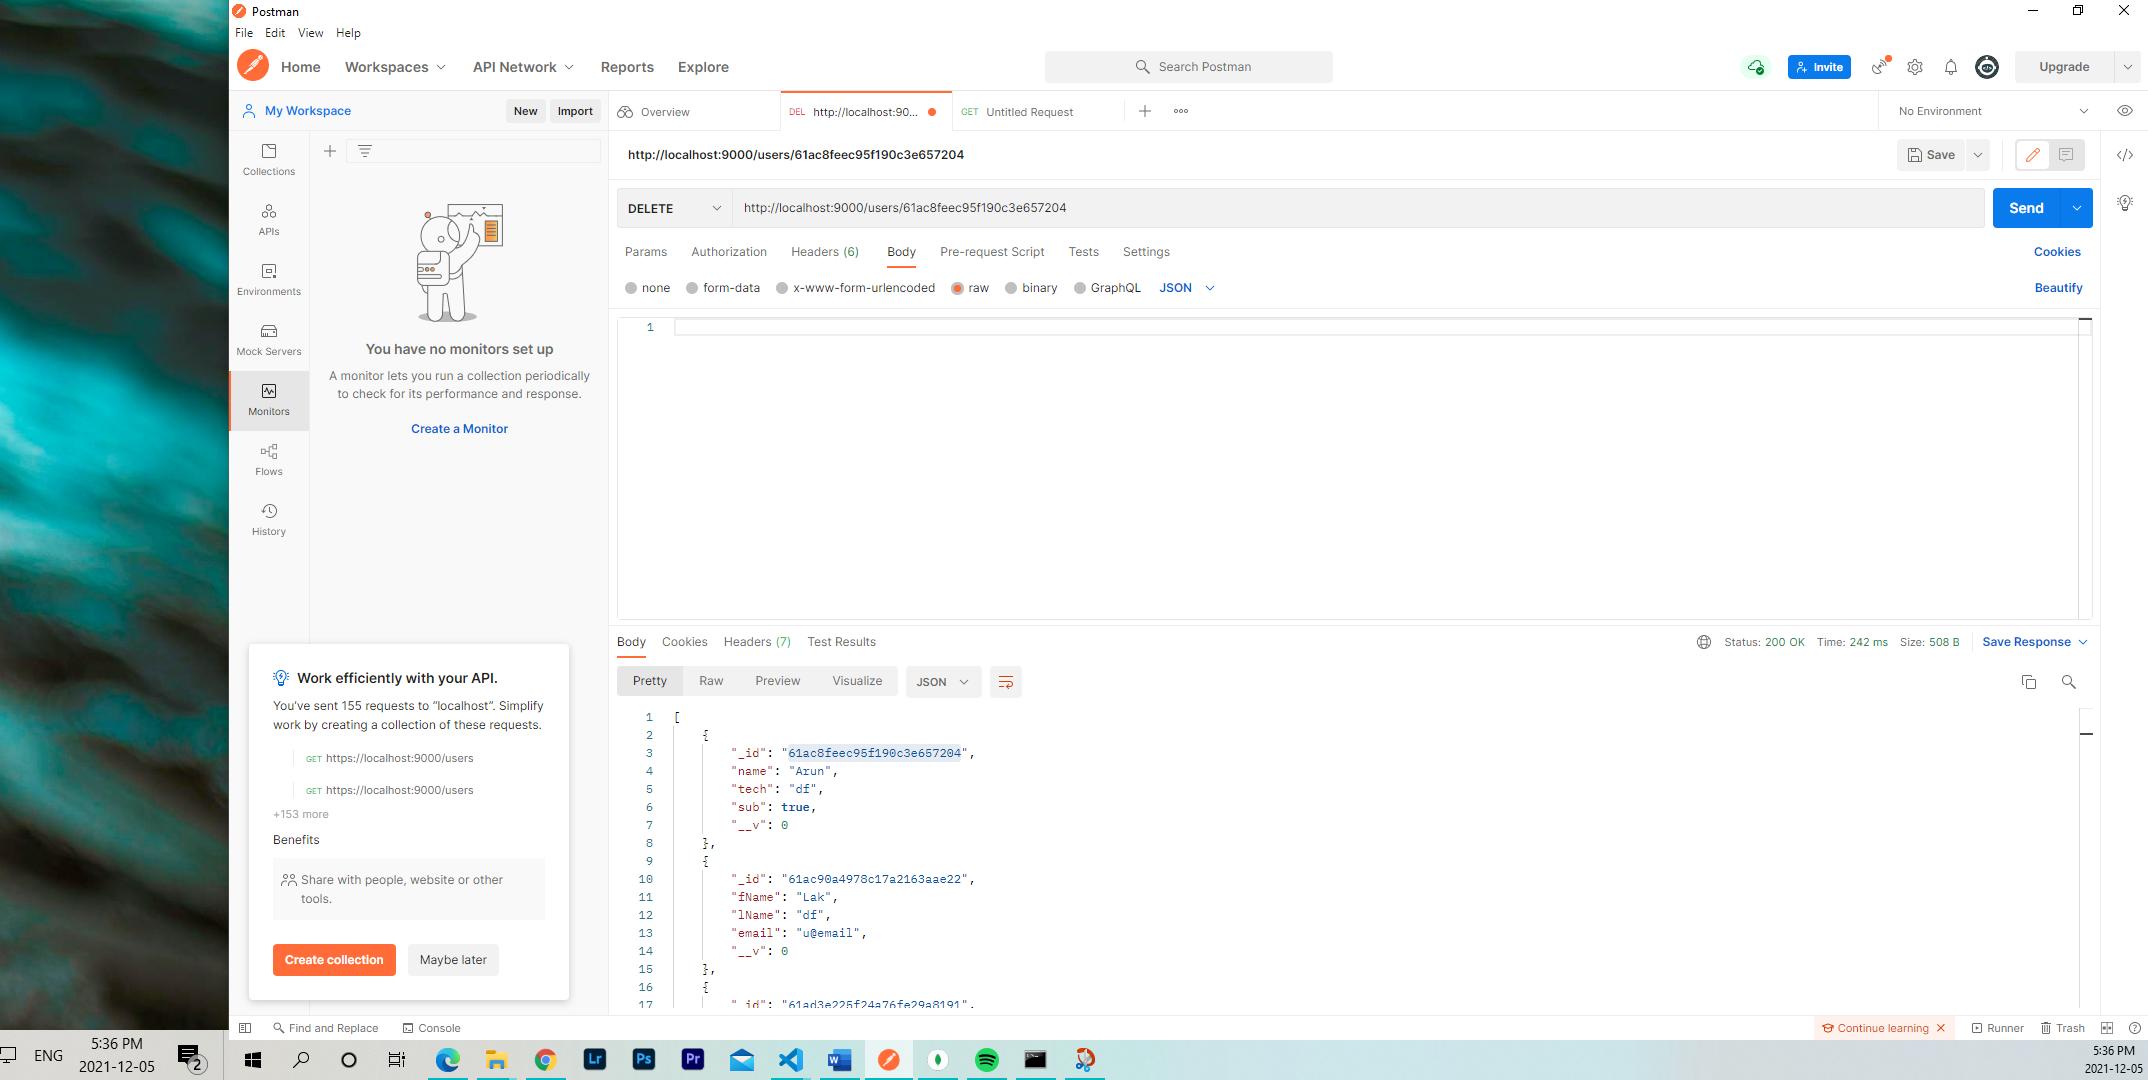 Postman
File Edit View Help
Home Workspaces API Network Reports Explore
Search Postman
Invite
Upgrade
My Workspace
New Import
Overview
DEL http://localhost:90...
GET Untitled Request
No Environment
Collections
APIs
Environments
Mock Servers
Monitors
Flows
History
You have no monitors set up
A monitor lets you run a collection periodically
to check for its performance and response.
Create a Monitor
http://localhost:9000/users/61ac8feec95f190c3e657204
Save
DELETE http://localhost:9000/users/61ac8feec95f190c3e657204
Send
Params Authorization Headers (6) Body Pre-request Script Tests Settings
Cookies
none form-data x-www-form-urlencoded raw binary GraphQL JSON
Beautify
1
Body Cookies Headers (7) Test Results
Status: 200 OK Time: 242 ms Size: 508 B Save Response
Pretty Raw Preview Visualize JSON
1 [
2 {
3 "_id": "61ac8feec95f190c3e657204",
4 "name": "Arun",
5 "tech": "df",
6 "sub": true,
7 "__v": 0
8 },
9 {
10 "_id": "61ac90a4978c17a2163aae22",
11 "fName": "Lak",
12 "lName": "df",
13 "email": "u@email",
14 "__v": 0
15 },
16 {
17 "_id": "61ad3e225f24a76fe29a8191",
Work efficiently with your API.
You've sent 155 requests to "localhost". Simplify
work by creating a collection of these requests.
GET https://localhost:9000/users
GET https://localhost:9000/users
+153 more
Benefits
Share with people, website or other
tools.
Create collection Maybe later
Find and Replace Console
Continue learning Runner Trash
ENG
5:36 PM
2021-12-05
2
Lr Ps Pr W
5:36 PM
2021-12-05